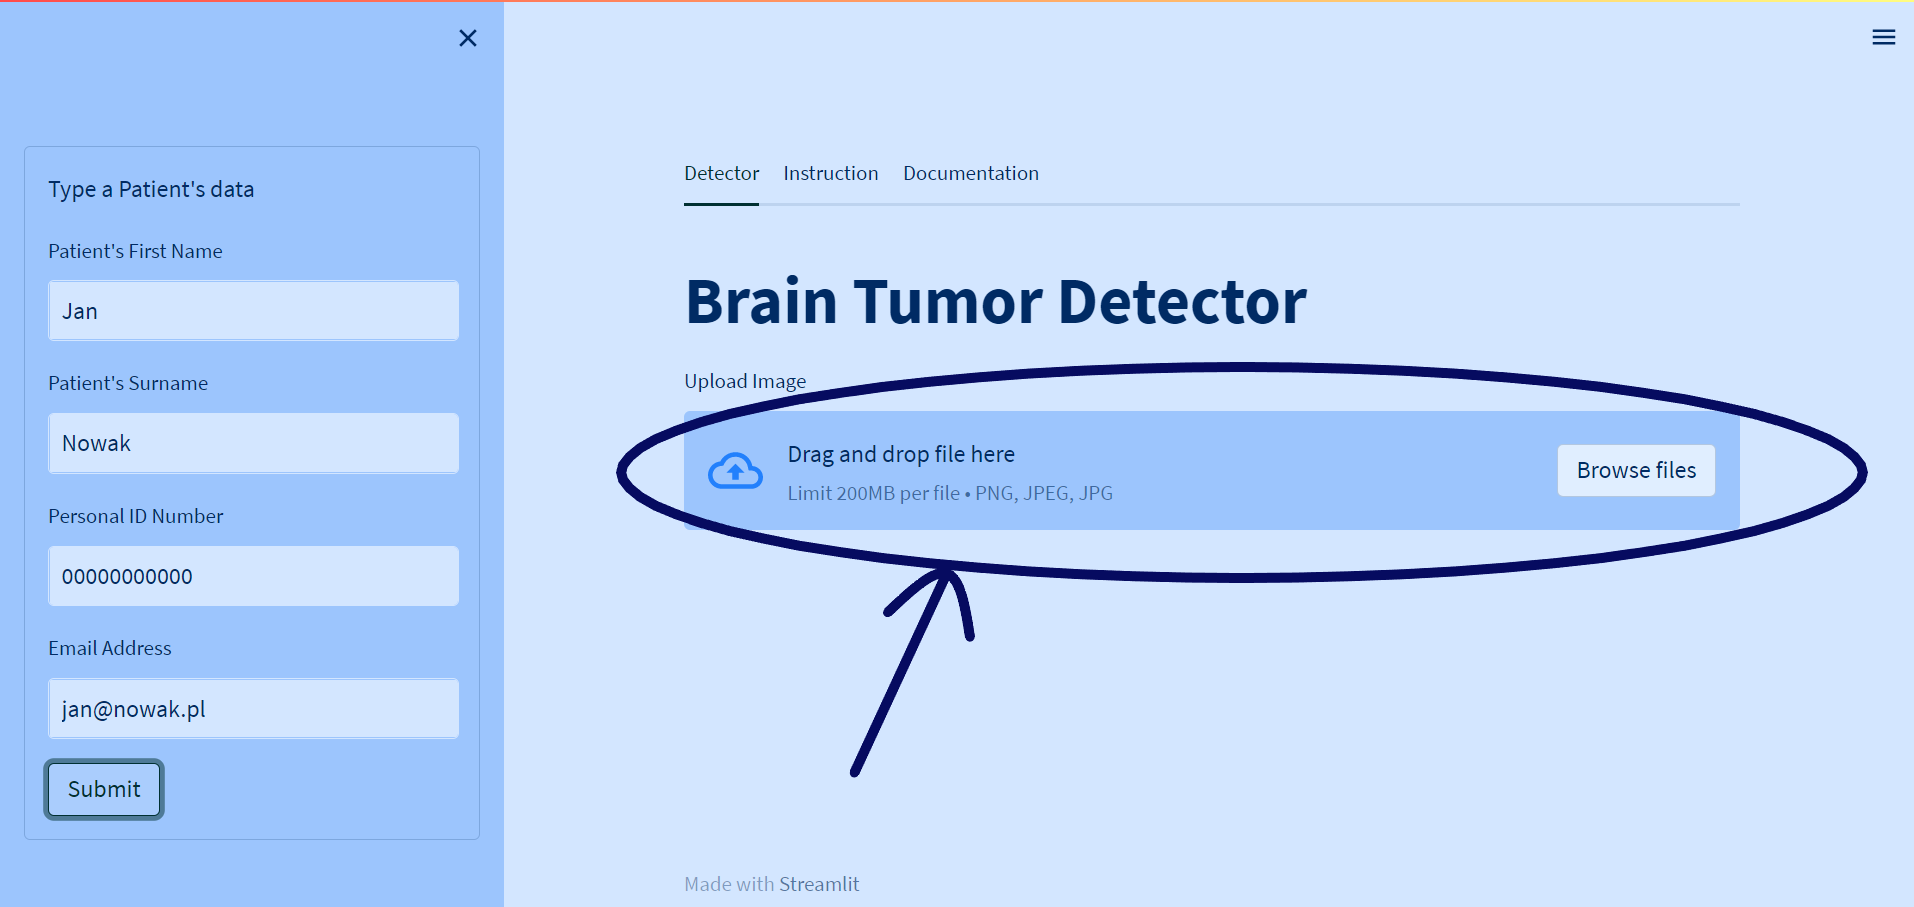 Type a Patient's data
Patient's First Name
Jan
Patient's Surname
Nowak
Personal ID Number
00000000000
Email Address
jan@nowak.pl
Submit
Detector Instruction Documentation
Brain Tumor Detector
Upload Image
Drag and drop file here
Limit 200MB per file • PNG, JPEG, JPG
Browse files
Made with Streamlit